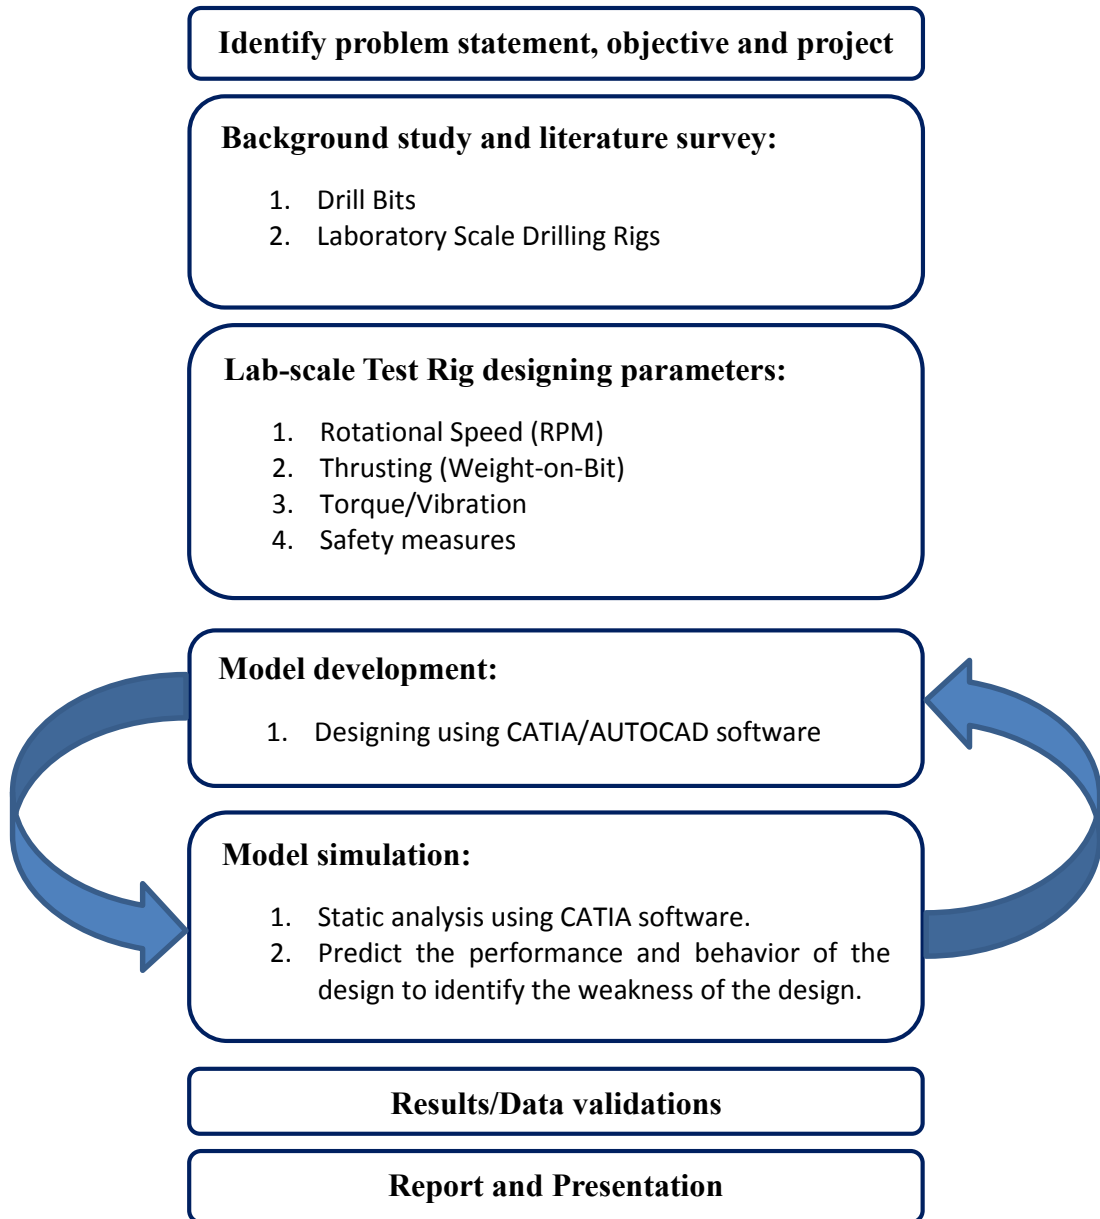 Identify problem statement, objective and project
Background study and literature survey:
1. Drill Bits
2. Laboratory Scale Drilling Rigs
Lab-scale Test Rig designing parameters:
1. Rotational Speed (RPM)
2. Thrusting (Weight-on-Bit)
3. Torque/Vibration
4. Safety measures
Model development:
1. Designing using CATIA/AUTOCAD software
Model simulation:
1. Static analysis using CATIA software.
2. Predict the performance and behavior of the
design to identify the weakness of the design.
Results/Data validations
Report and Presentation